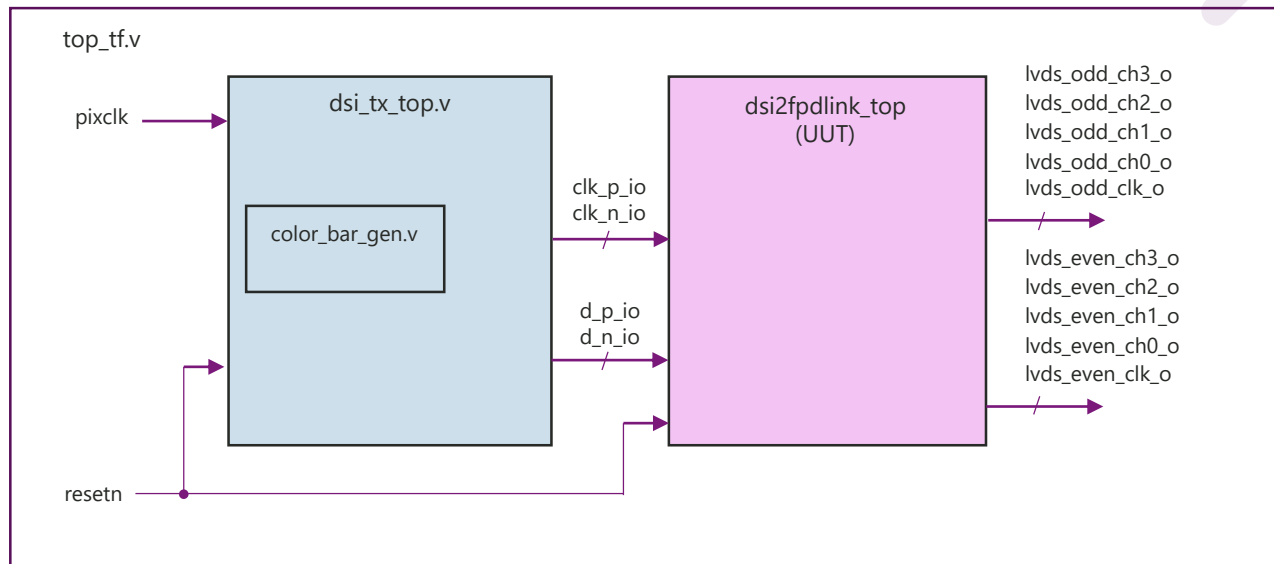 top_tf.v
pixclk
dsi_tx_top.v
color_bar_gen.v
clk_p_io
clk_n_io
d_p_io
d_n_io
dsi2fpdlink_top
(UUT)
lvds_odd_ch3_o
lvds_odd_ch2_o
lvds_odd_ch1_o
lvds_odd_ch0_o
lvds_odd_clk_o
lvds_even_ch3_o
lvds_even_ch2_o
lvds_even_ch1_o
lvds_even_ch0_o
lvds_even_clk_o
resetn